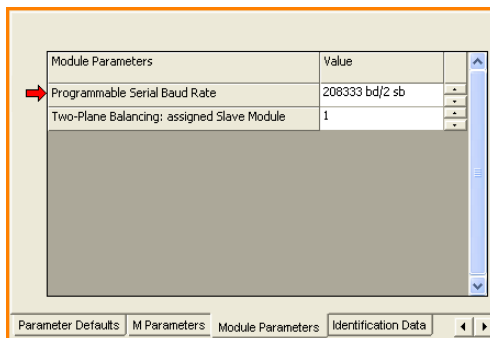 Module Parameters Value
Programmable Serial Baud Rate 208333 bd/2 sb
Two-Plane Balancing: assigned Slave Module 1
Parameter Defaults M Parameters Module Parameters Identification Data